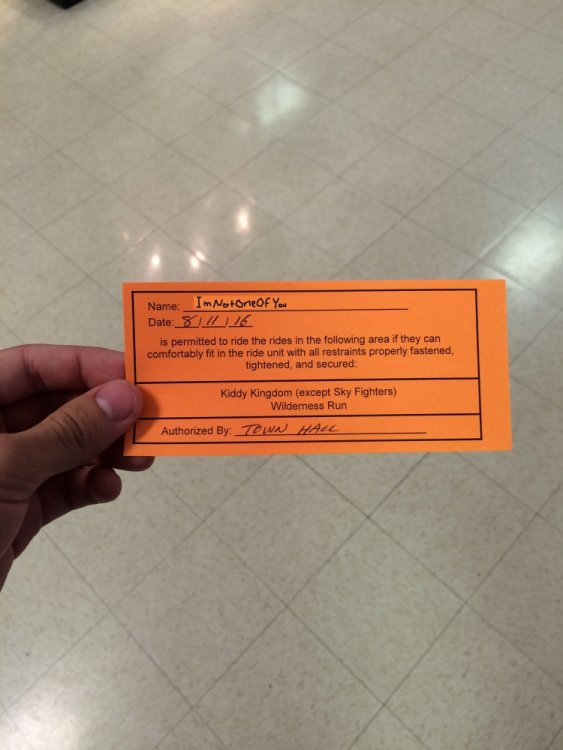 Name: ImNotOneOfYou
Date: 8/11/16
is permitted to ride the rides in the following area if they can
comfortably fit in the ride unit with all restraints properly fastened,
tightened, and secured:
Kiddy Kingdom (except Sky Fighters)
Wilderness Run
Authorized By: TOWN HALL